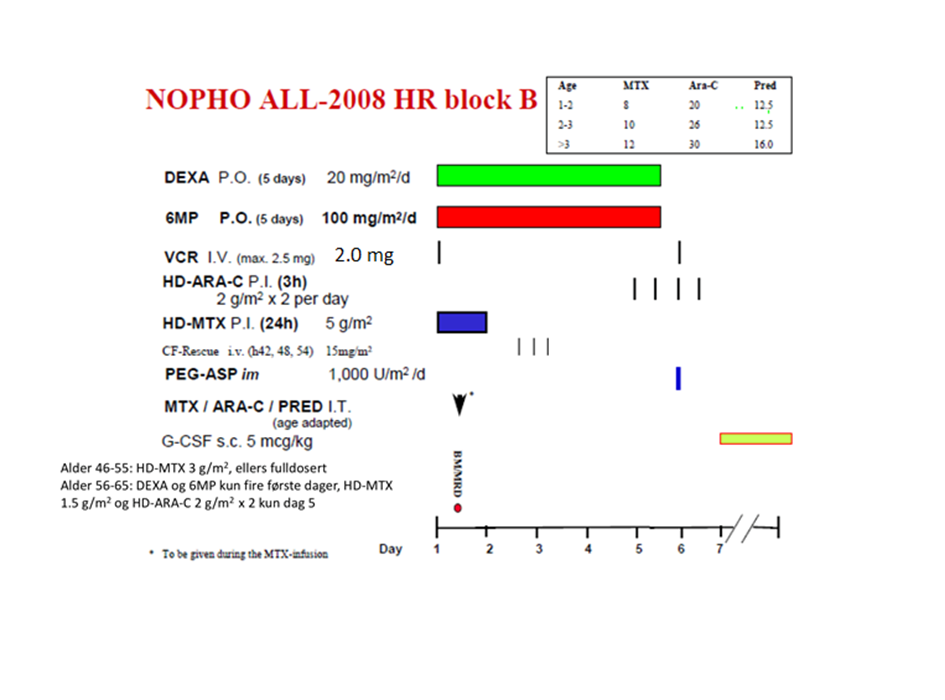 NOPHO ALL-2008 HR block B
Age MTX Ara-C Pred
1-2 8 20 12.5
2-3 10 26 12.5
>3 12 30 16.0
DEXA P.O. (5 days) 20 mg/m²/d
6MP P.O. (5 days) 100 mg/m²/d
VCR I.V. (max. 2.5 mg) 2.0 mg
HD-ARA-C P.I. (3h)
2 g/m² x 2 per day
HD-MTX P.I. (24h) 5 g/m²
CF-Rescue i.v. (h42, 48, 54) 15mg/m²
PEG-ASP im 1,000 U/m² /d
*
MTX / ARA-C / PRED I.T.
(age adapted)
G-CSF s.c. 5 mcg/kg
BM/MRD
Alder 46-55: HD-MTX 3 g/m², ellers fulldosert
Alder 56-65: DEXA og 6MP kun fire første dager, HD-MTX
1.5 g/m² og HD-ARA-C 2 g/m² x 2 kun dag 5
Day 1 2 3 4 5 6 7
* To be given during the MTX-infusion